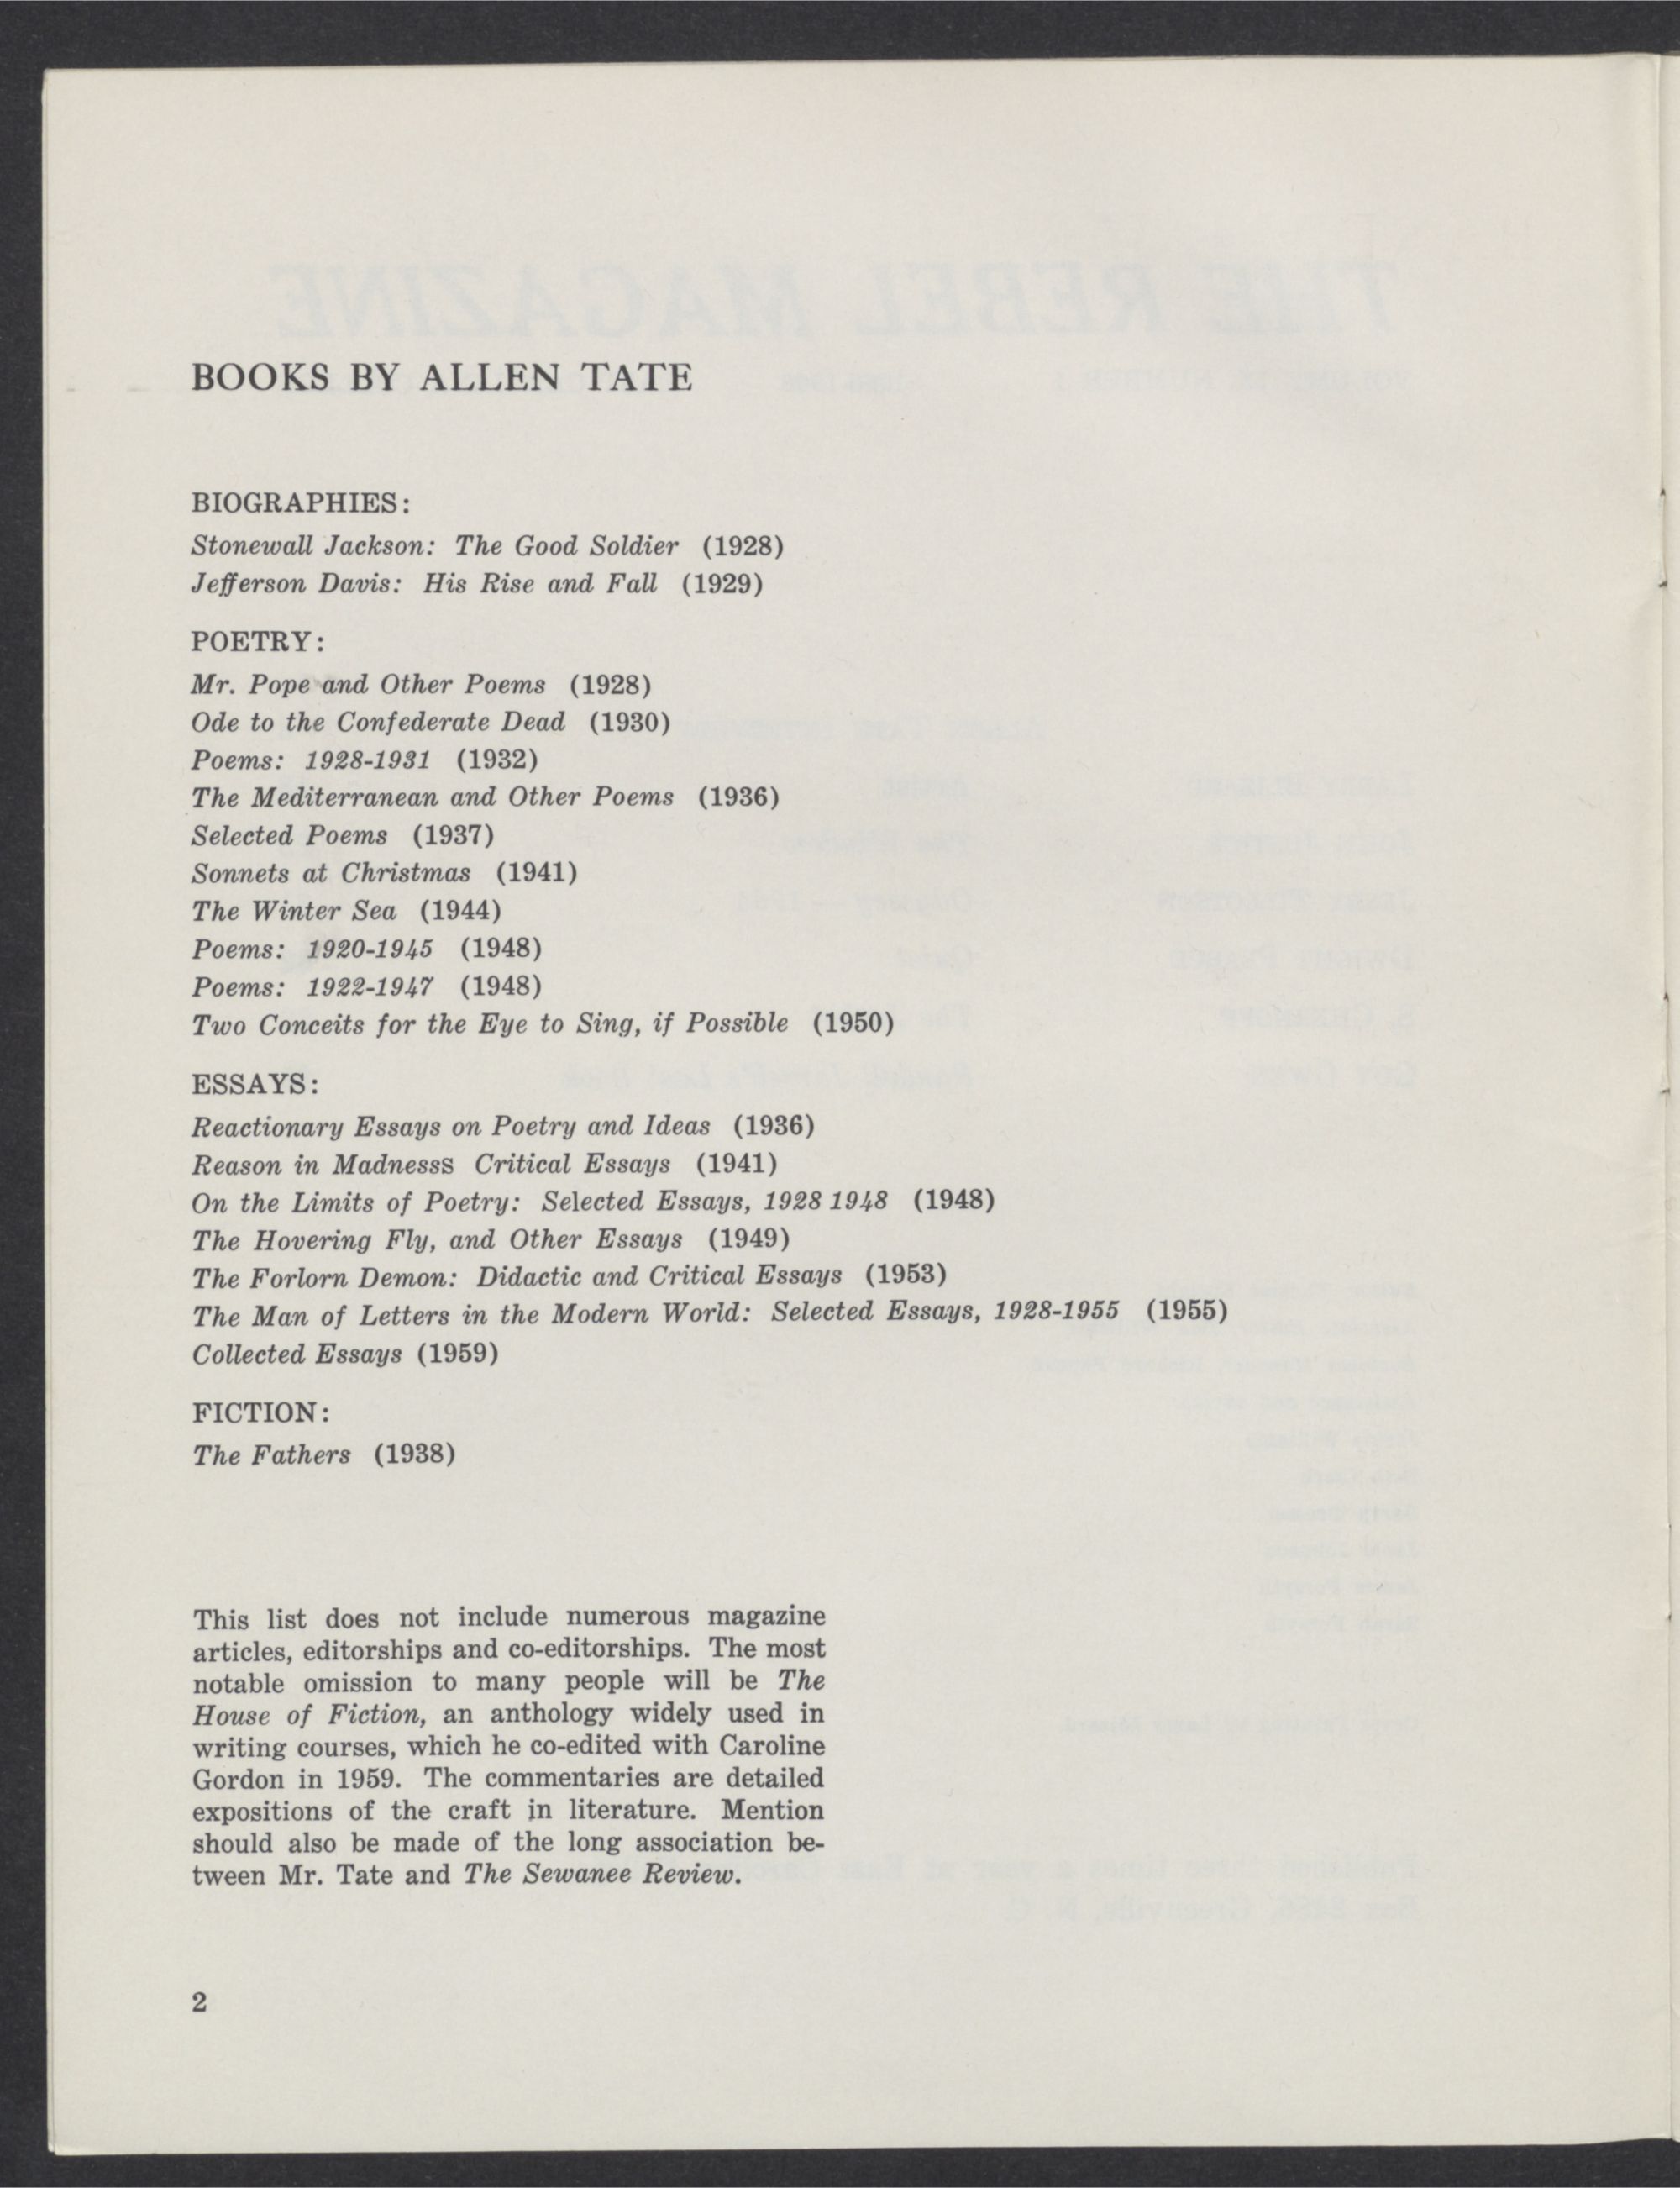 BOOKS BY ALLEN TATE
BIOGRAPHIES:
Stonewall Jackson: The Good Soldier (1928)
Jefferson Davis: His Rise and Fall (1929)
POETRY:
Mr. Pope and Other Poems (1928)
Ode to the Confederate Dead (1930)
Poems: 1928-1931 (1932)
The Mediterranean and Other Poems (1936)
Selected Poems (1937)
Sonnets at Christmas (1941)
The Winter Sea (1944)
Poems: 1920-1945 (1948)
Poems: 1922-1947 (1948)
Two Conceits for the Eye to Sing, if Possible (1950)
ESSAYS:
Reactionary Essays on Poetry and Ideas (1936)
Reason in Madnesss Critical Essays (1941)
On the Limits of Poetry: Selected Essays, 1928 1948 (1948)
The Hovering Fly, and Other Essays (1949)
The Forlorn Demon: Didactic and Critical Essays (1953)
The Man of Letters in the Modern World: Selected Essays, 1928-1955 (1955)
Collected Essays (1959)
FICTION:
The Fathers (1938)
This list does not include numerous magazine
articles, editorships and co-editorships. The most
notable omission to many people will be The
House of Fiction, an anthology widely used in
writing courses, which he co-edited with Caroline
Gordon in 1959. The commentaries are detailed
expositions of the craft in literature. Mention
should also be made of the long association be-
tween Mr. Tate and The Sewanee Review.
2